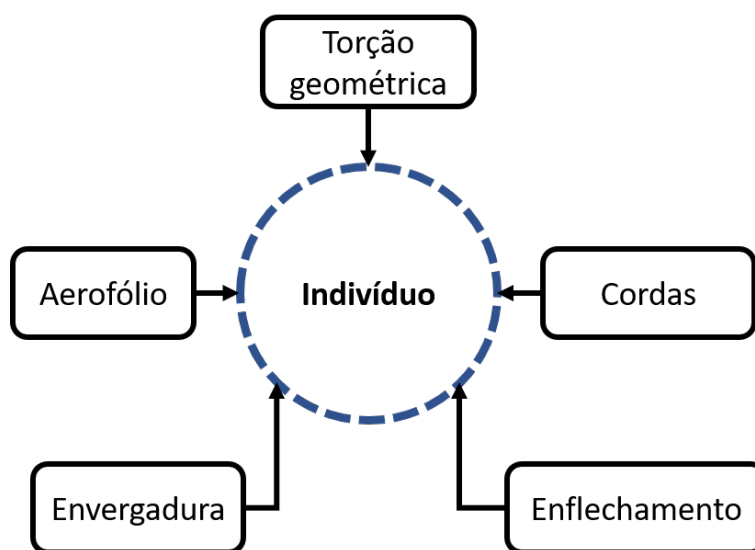 Torção
geométrica
Aerofólio
Indivíduo
Cordas
Envergadura
Enflechamento